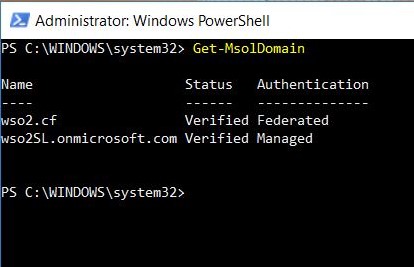 Administrator: Windows PowerShell
PS C:\WINDOWS\system32> Get-MsolDomain
Name Status Authentication
---- ------ --------------
wso2.cf Verified Federated
wso2SL.onmicrosoft.com Verified Managed
PS C:\WINDOWS\system32>